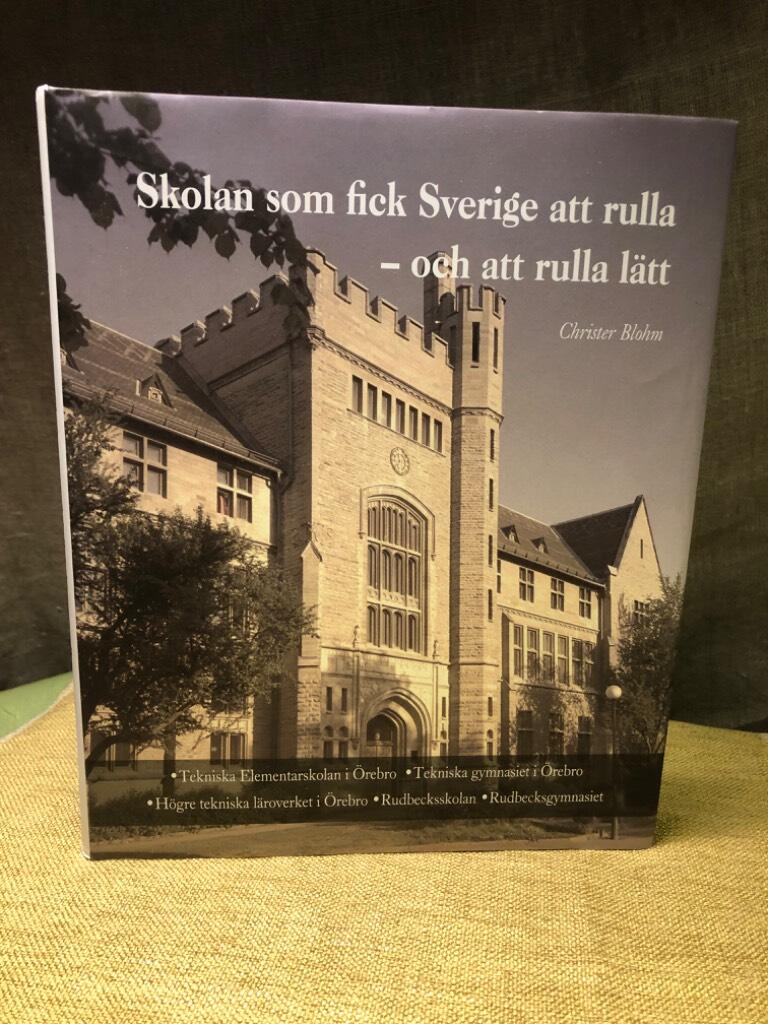 Skolan som fick Sverige att rulla
– och att rulla lätt
Christer Blohm
•Tekniska Elementarskolan i Örebro •Tekniska gymnasiet i Örebro
•Högre tekniska läroverket i Örebro •Rudbecksskolan •Rudbecksgymnasiet